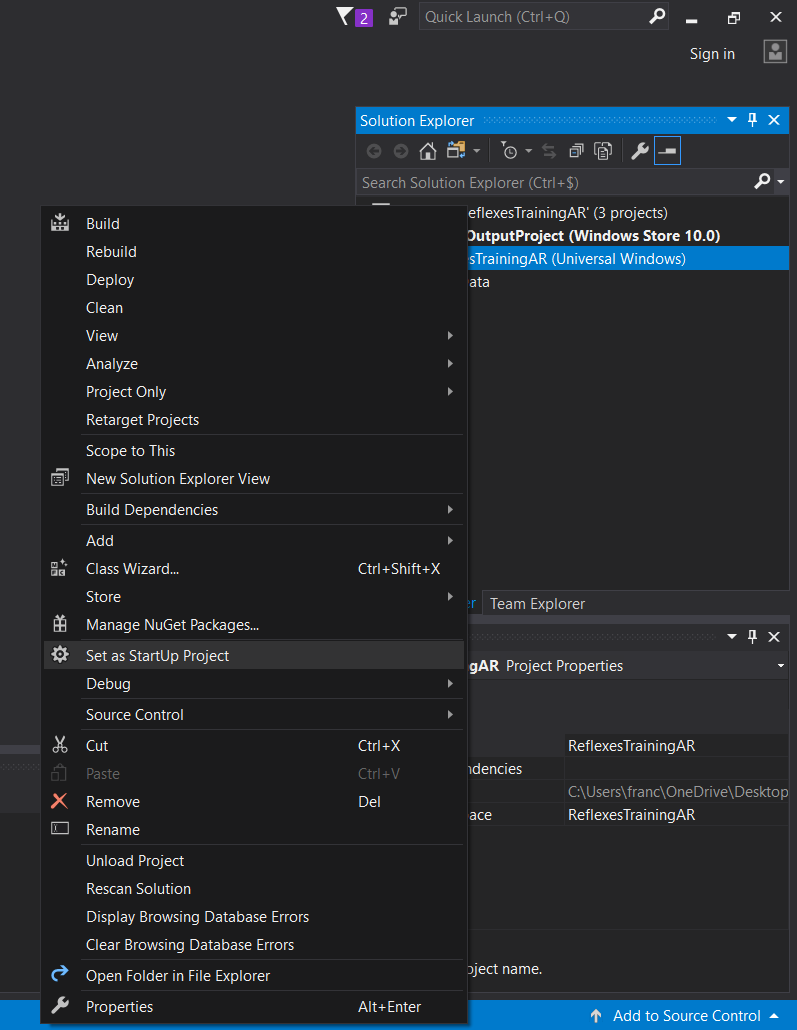 2
Quick Launch (Ctrl+Q)
Sign in
Solution Explorer
Search Solution Explorer (Ctrl+$)
eflexesTrainingAR' (3 projects)
OutputProject (Windows Store 10.0)
sTrainingAR (Universal Windows)
ata
Build
Rebuild
Deploy
Clean
View
Analyze
Project Only
Retarget Projects
Scope to This
New Solution Explorer View
Build Dependencies
Add
Class Wizard... Ctrl+Shift+X
Store
Manage NuGet Packages...
Set as StartUp Project
Debug
Source Control
Cut Ctrl+X
Paste Ctrl+V
Remove Del
Rename
Unload Project
Rescan Solution
Display Browsing Database Errors
Clear Browsing Database Errors
Open Folder in File Explorer
Properties Alt+Enter
er Team Explorer
ngAR Project Properties
ReflexesTrainingAR
ndencies
C:\Users\franc\OneDrive\Desktop
ace ReflexesTrainingAR
oject name.
Add to Source Control